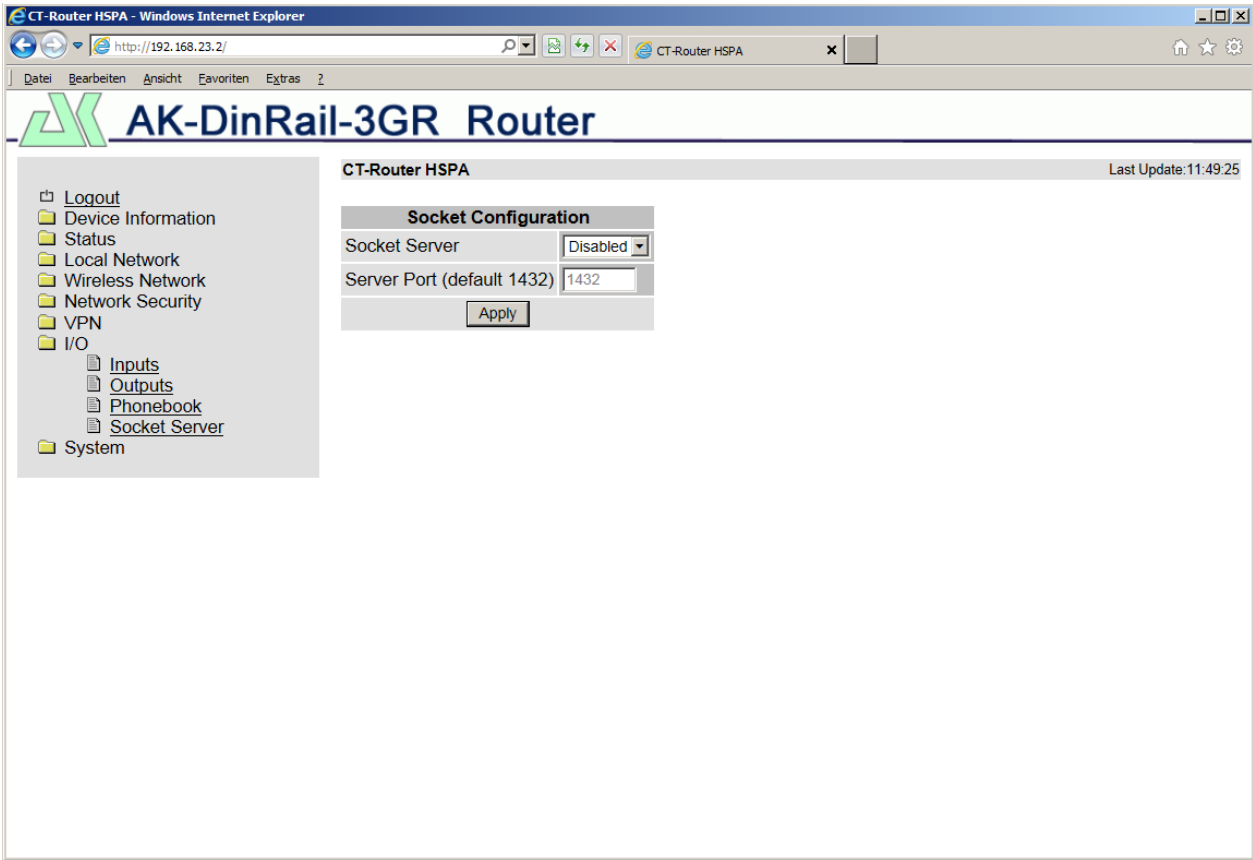 CT-Router HSPA - Windows Internet Explorer
http://192.168.23.2/ CT-Router HSPA
Datei Bearbeiten Ansicht Favoriten Extras ?
AK-DinRail-3GR Router
CT-Router HSPA Last Update:11:49:25
Logout
Device Information
Status
Local Network
Wireless Network
Network Security
VPN
I/O
Inputs
Outputs
Phonebook
Socket Server
System
Socket Configuration
Socket Server Disabled
Server Port (default 1432) 1432
Apply